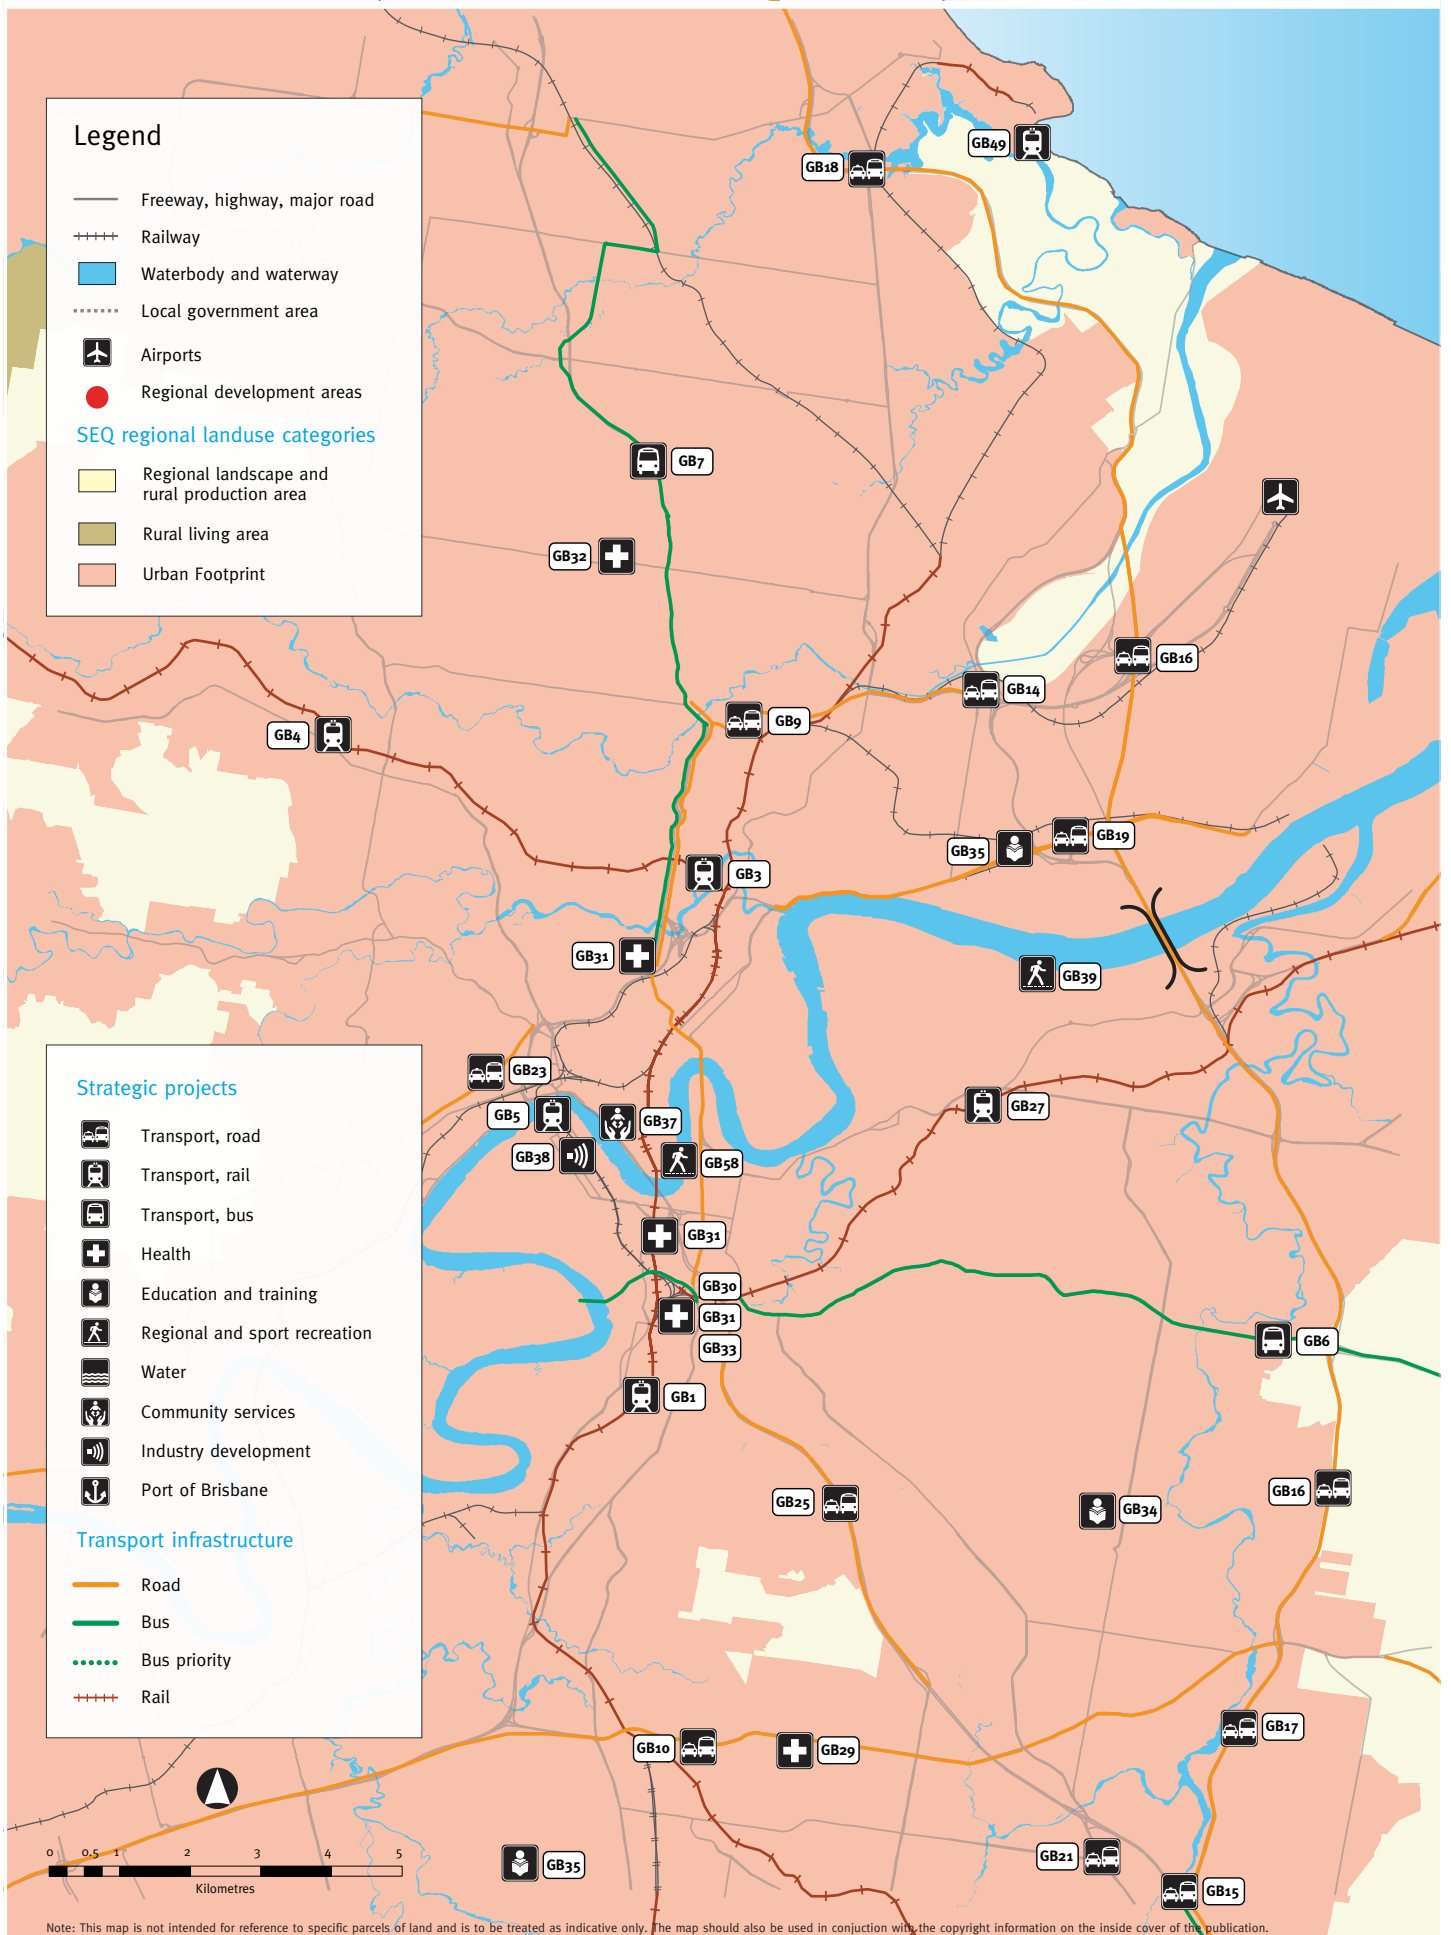 Legend
Freeway, highway, major road
Railway
Waterbody and waterway
Local government area
Airports
Regional development areas
SEQ regional landuse categories
Regional landscape and
rural production area
Rural living area
Urban Footprint
GB49
GB18
GB7
GB32
GB16
GB14
GB9
GB4
GB19
GB35
GB3
GB31
GB39
Strategic projects
Transport, road
Transport, rail
Transport, bus
Health
Education and training
Regional and sport recreation
Water
Community services
Industry development
Port of Brisbane
Transport infrastructure
Road
Bus
Bus priority
Rail
GB23
GB5
GB37
GB27
GB38
GB58
GB31
GB30
GB31
GB33
GB6
GB1
GB25
GB34
GB16
GB17
GB10
GB29
GB21
GB35
GB15
0 0.5 1 2 3 4 5
Kilometres
Note: This map is not intended for reference to specific parcels of land and is to be treated as indicative only. The map should also be used in conjuction with the copyright information on the inside cover of the publication.